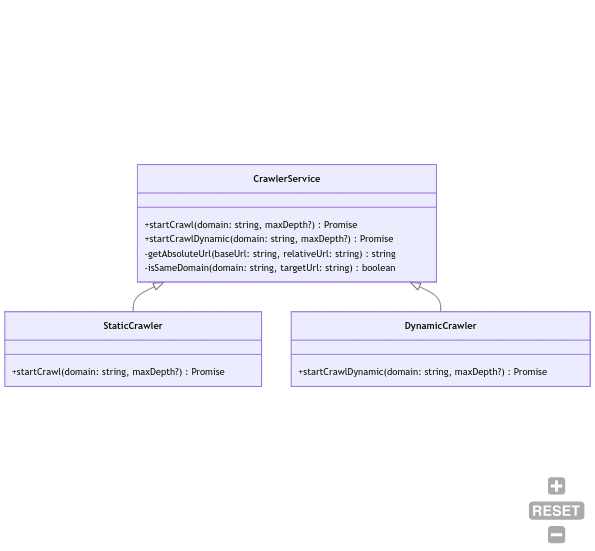 CrawlerService
+startCrawl(domain: string, maxDepth?) : Promise
+startCrawlDynamic(domain: string, maxDepth?) : Promise
-getAbsoluteUrl(baseUrl: string, relativeUrl: string) : string
-isSameDomain(domain: string, targetUrl: string) : boolean
StaticCrawler
+startCrawl(domain: string, maxDepth?) : Promise
DynamicCrawler
+startCrawlDynamic(domain: string, maxDepth?) : Promise
RESET